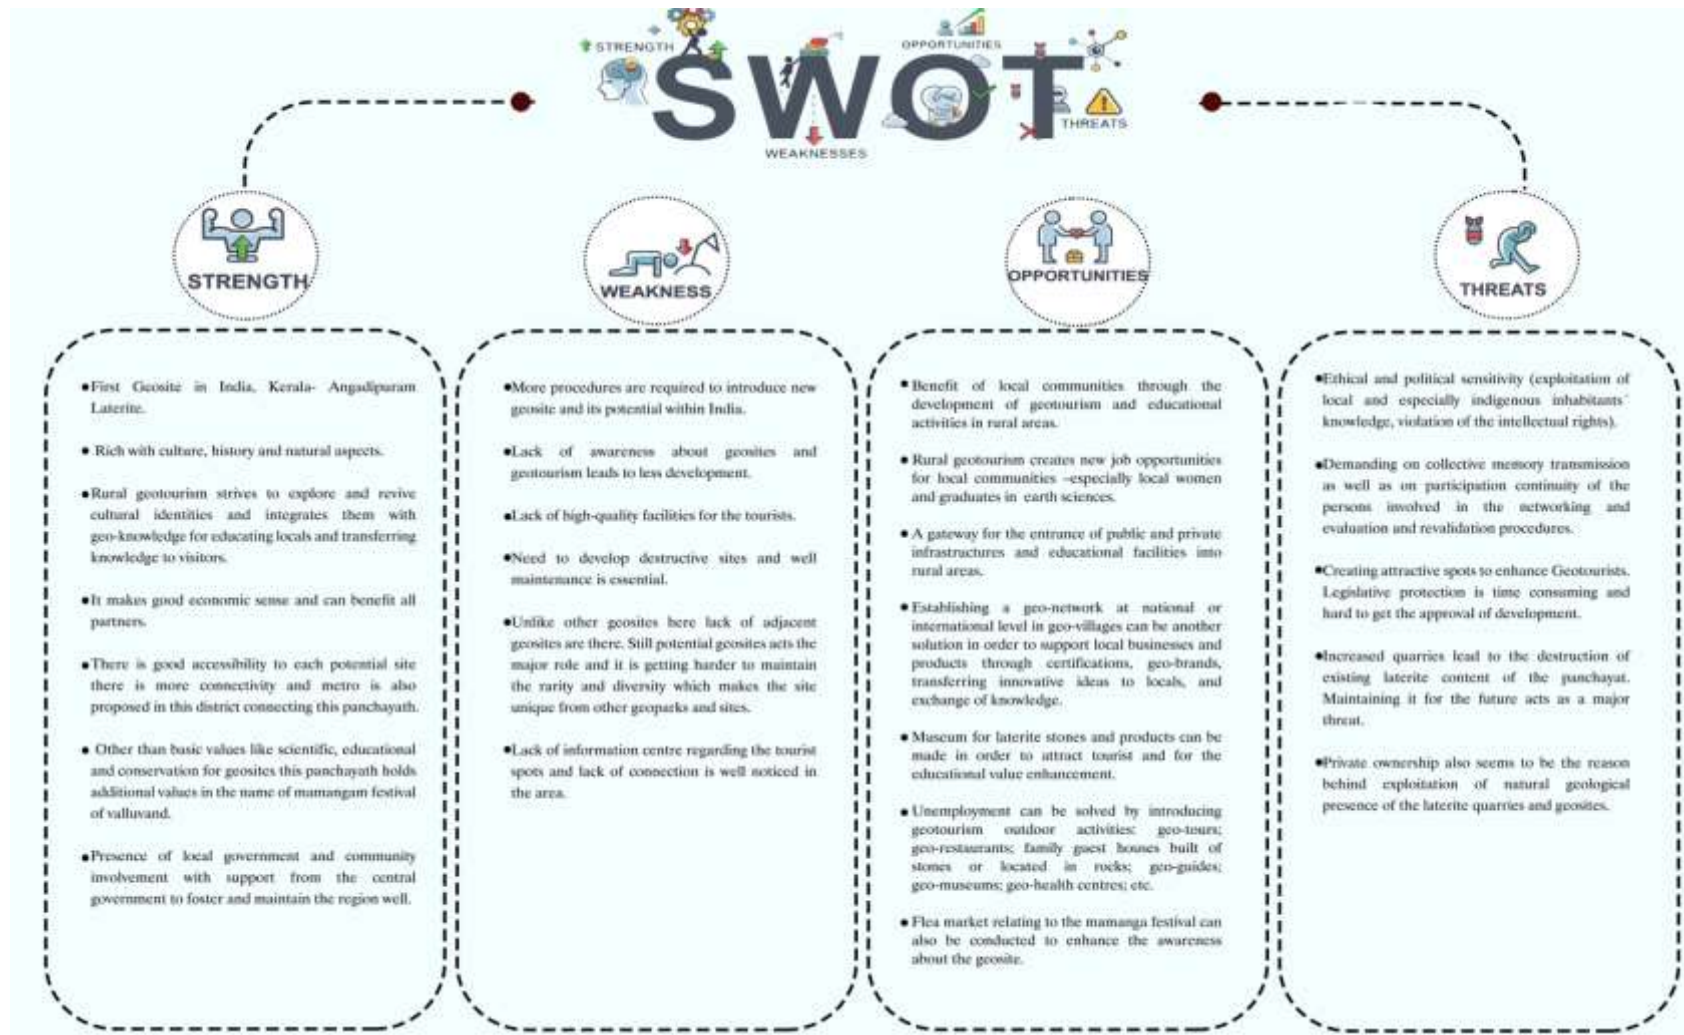 STRENGTH
OPPORTUNITIES
SWOT
THREATS
WEAKNESSES
STRENGTH
●First Geosite in India, Kerala- Angadipuram
Laterite.
● Rich with culture, history and natural aspects.
●Rural geotourism strives to explore and revive
cultural identities and integrates them with
geo-knowledge for educating locals and transferring
knowledge to visitors.
●It makes good economic sense and can benefit all
partners.
●There is good accessibility to each potential site
there is more connectivity and metro is also
proposed in this district connecting this panchayath.
● Other than basic values like scientific, educational
and conservation for geosites this panchayath holds
additional values in the name of mamangam festival
of valluvand.
●Presence of local government and community
involvement with support from the central
government to foster and maintain the region well.
WEAKNESS
●More procedures are required to introduce new
geosite and its potential within India.
●Lack of awareness about geosites and
geotourism leads to less development.
●Lack of high-quality facilities for the tourists.
●Need to develop destructive sites and well
maintenance is essential.
●Unlike other geosites here lack of adjacent
geosites are there. Still potential geosites acts the
major role and it is getting harder to maintain
the rarity and diversity which makes the site
unique from other geoparks and sites.
●Lack of information centre regarding the tourist
spots and lack of connection is well noticed in
the area.
OPPORTUNITIES
● Benefit of local communities through the
development of geotourism and educational
activities in rural areas.
● Rural geotourism creates new job opportunities
for local communities –especially local women
and graduates in earth sciences.
● A gateway for the entrance of public and private
infrastructures and educational facilities into
rural areas.
● Establishing a geo-network at national or
international level in geo-villages can be another
solution in order to support local businesses and
products through certifications, geo-brands,
transferring innovative ideas to locals, and
exchange of knowledge.
● Museum for laterite stones and products can be
made in order to attract tourist and for the
educational value enhancement.
● Unemployment can be solved by introducing
geotourism outdoor activities; geo-tours;
geo-restaurants; family guest houses built of
stones or located in rocks; geo-guides;
geo-museums; geo-health centres; etc.
● Flea market relating to the mamanga festival can
also be conducted to enhance the awareness
about the geosite.
THREATS
●Ethical and political sensitivity (exploitation of
local and especially indigenous inhabitants´
knowledge, violation of the intellectual rights).
●Demanding on collective memory transmission
as well as on participation continuity of the
persons involved in the networking and
evaluation and revalidation procedures.
●Creating attractive spots to enhance Geotourists.
Legislative protection is time consuming and
hard to get the approval of development.
●Increased quarries lead to the destruction of
existing laterite content of the panchayat.
Maintaining it for the future acts as a major
threat.
●Private ownership also seems to be the reason
behind exploitation of natural geological
presence of the laterite quarries and geosites.